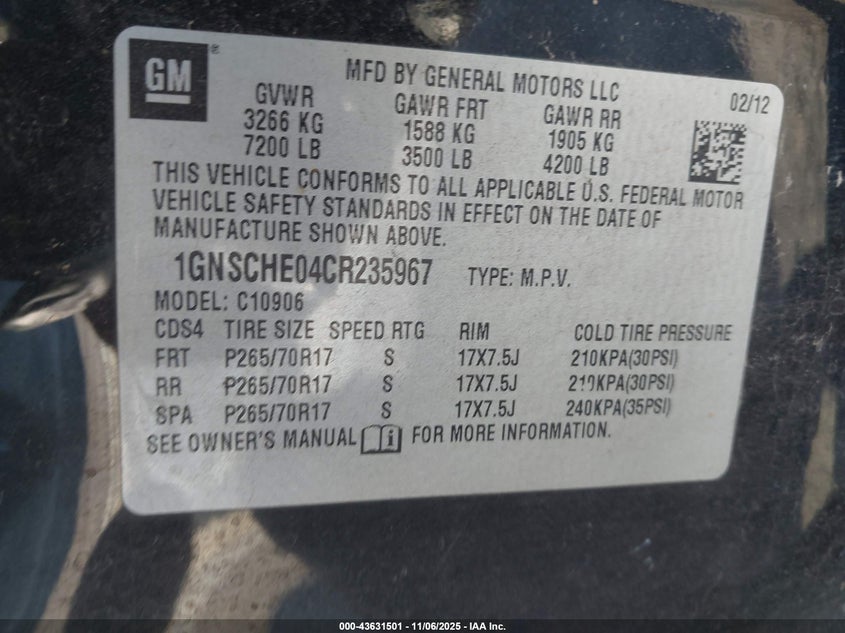 GM ®
MFD BY GENERAL MOTORS LLC
02/12
GVWR GAWR FRT GAWR RR
3266 KG 1588 KG 1905 KG
7200 LB 3500 LB 4200 LB
THIS VEHICLE CONFORMS TO ALL APPLICABLE U.S. FEDERAL MOTOR
VEHICLE SAFETY STANDARDS IN EFFECT ON THE DATE OF
MANUFACTURE SHOWN ABOVE.
1GNSCHE04CR235967 TYPE: M.P.V.
MODEL: C10906
CDS4 TIRE SIZE SPEED RTG RIM COLD TIRE PRESSURE
FRT P265/70R17 S 17X7.5J 210KPA(30PSI)
RR P265/70R17 S 17X7.5J 210KPA(30PSI)
SPA P265/70R17 S 17X7.5J 240KPA(35PSI)
SEE OWNER'S MANUAL i FOR MORE INFORMATION.
000-43631501 - 11/06/2025 - IAA Inc.